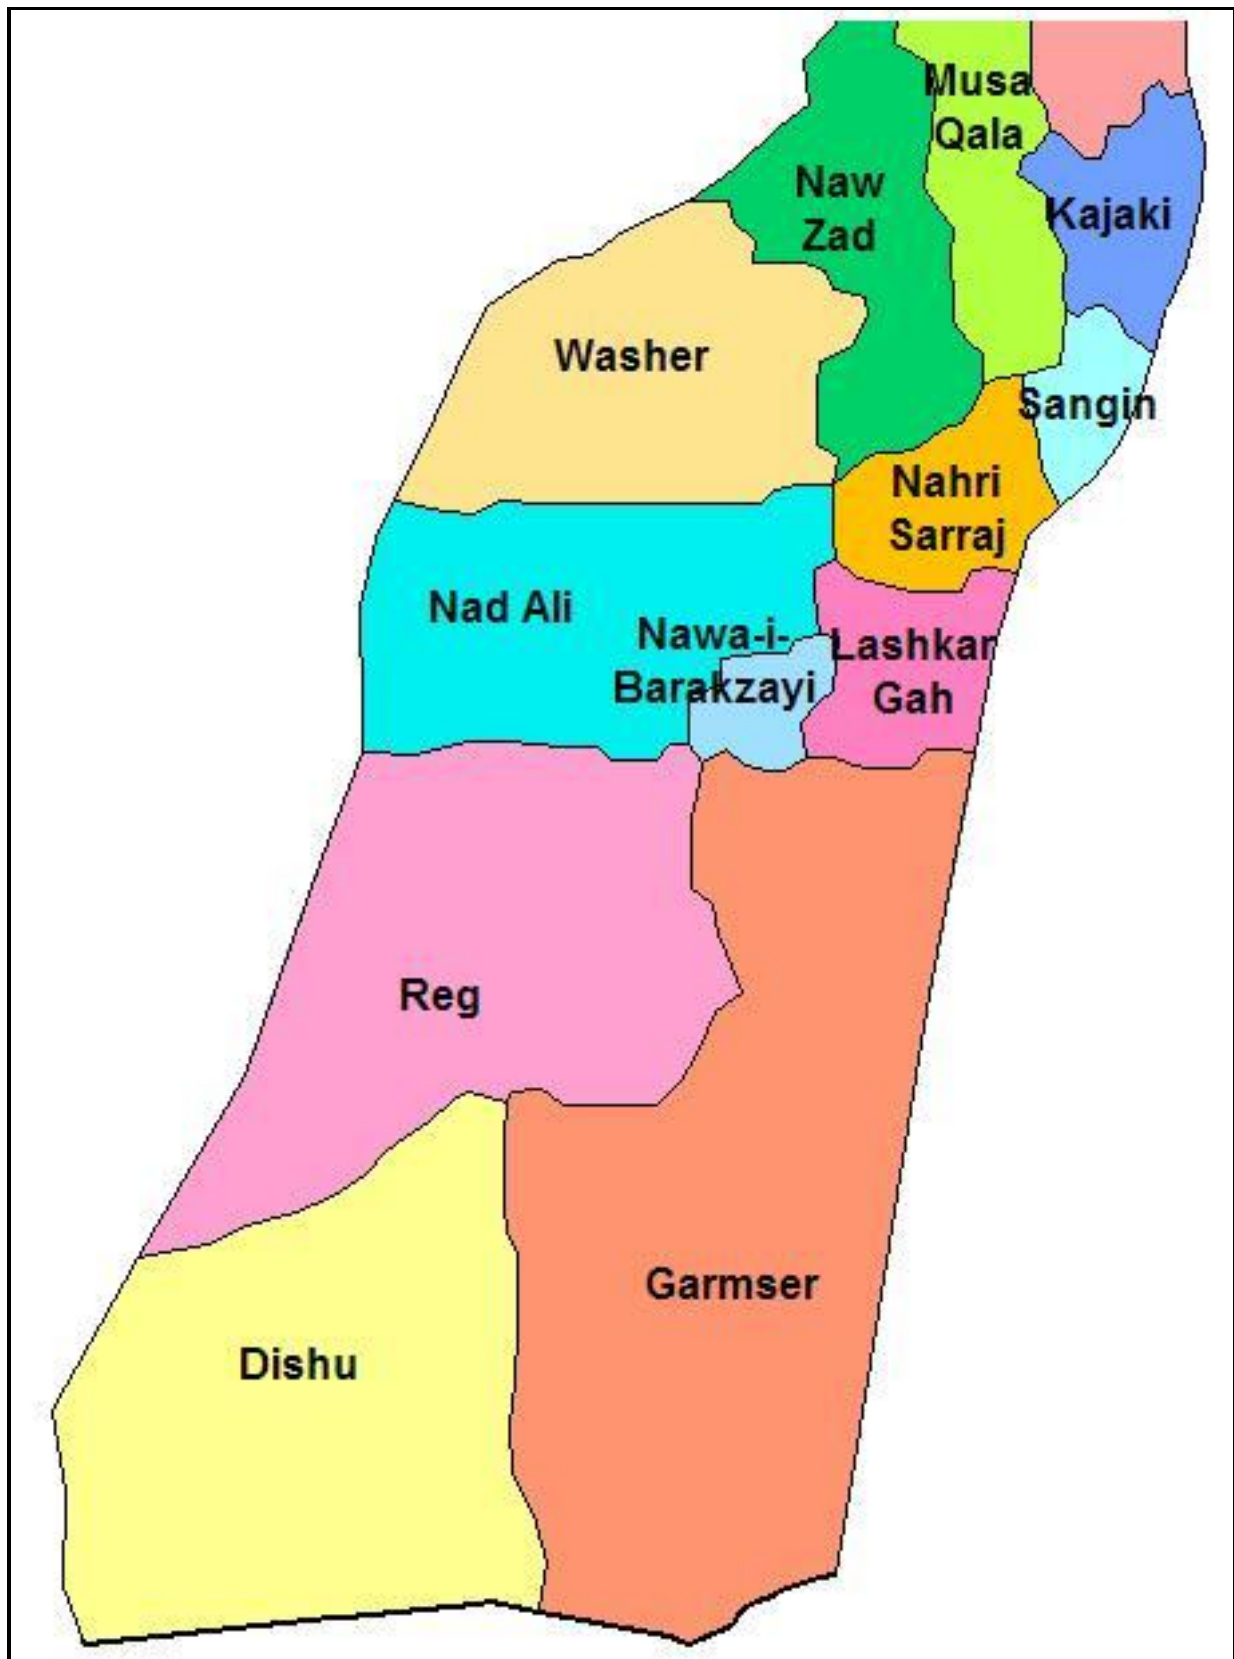 Musa
Qala
Naw
Zad
Kajaki
Washer
Sangin
Nahri
Sarraj
Nad Ali
Nawa-i-
Barakzayi
Lashkar
Gah
Reg
Garmser
Dishu